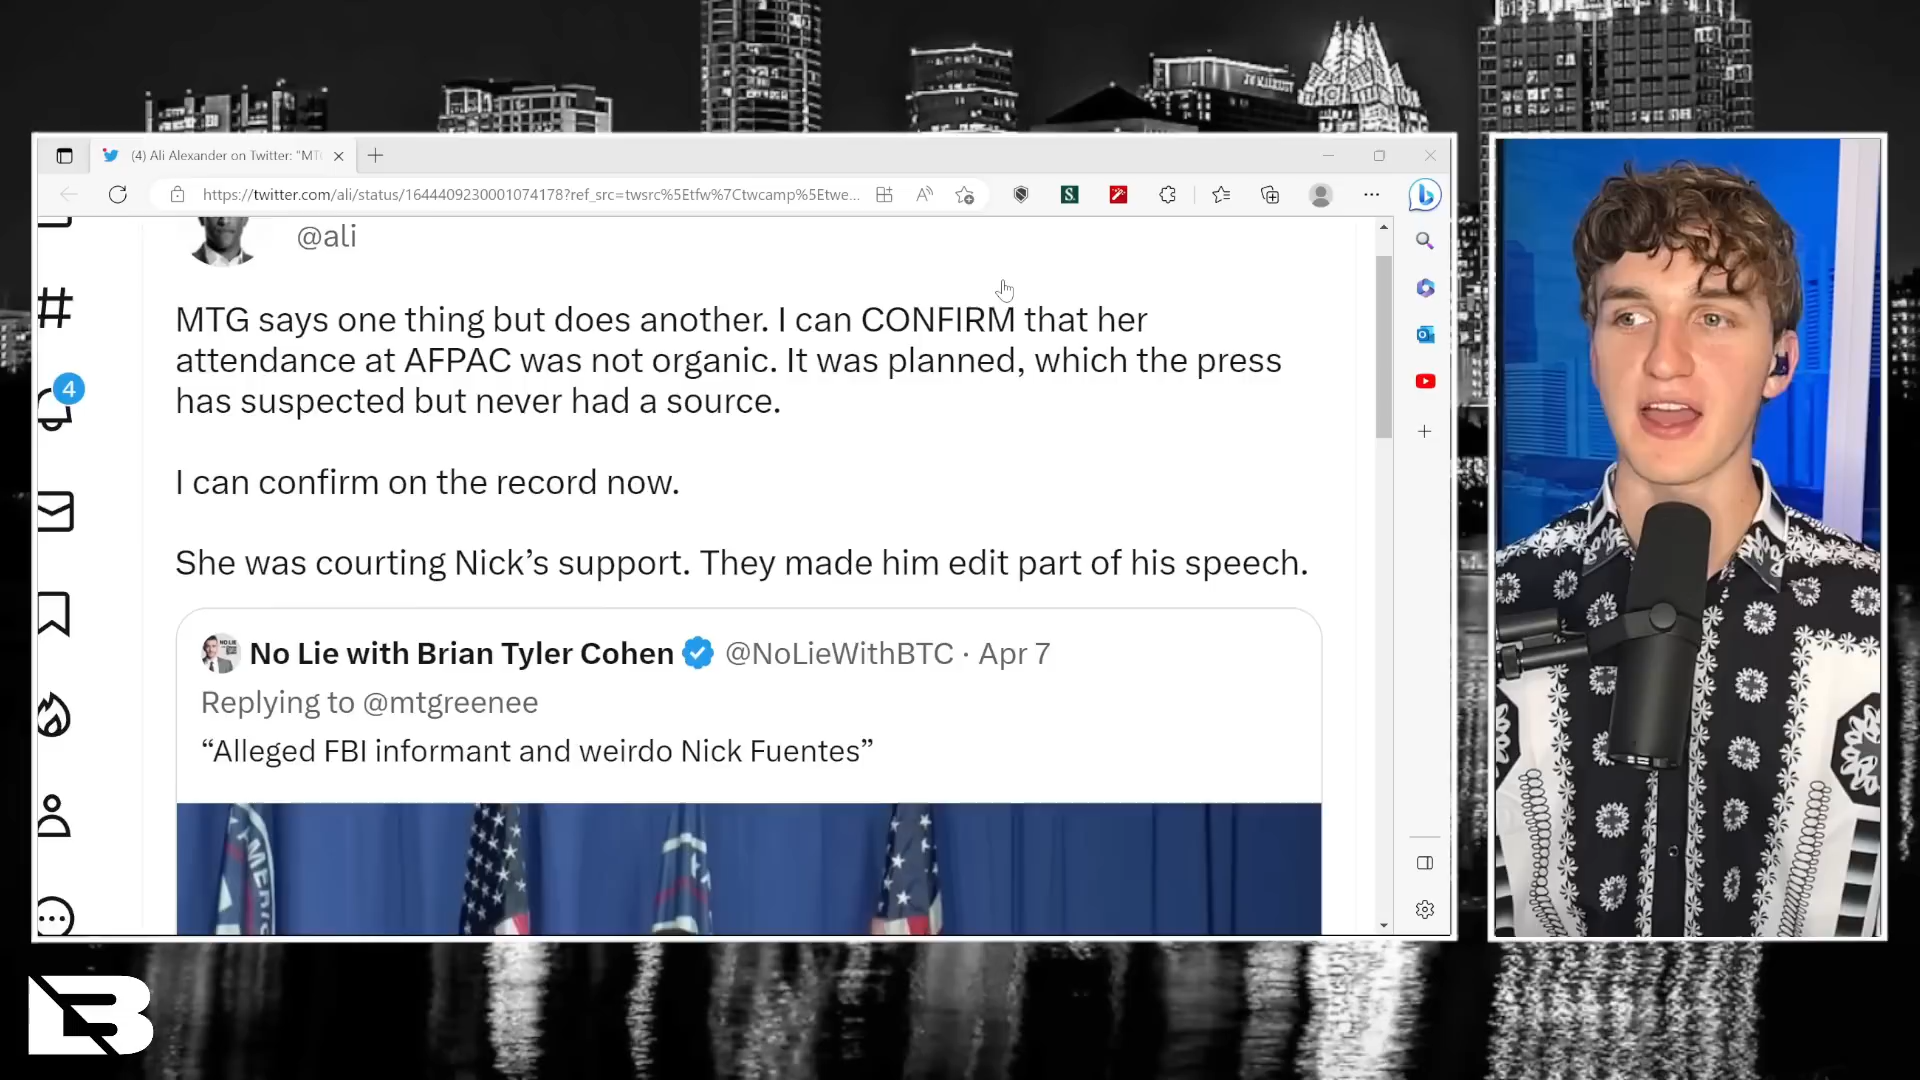 (4) Ali Alexander on Twitter: "MT
https://twitter.com/ali/status/1644409230001074178?ref_src=twsrc%5Etfw%7Ctwcamp%5Etwe...
@ali
MTG says one thing but does another. I can CONFIRM that her
attendance at AFPAC was not organic. It was planned, which the press
has suspected but never had a source.
I can confirm on the record now.
She was courting Nick’s support. They made him edit part of his speech.
4
No Lie with Brian Tyler Cohen @NoLieWithBTC · Apr 7
Replying to @mtgreenee
“Alleged FBI informant and weirdo Nick Fuentes”